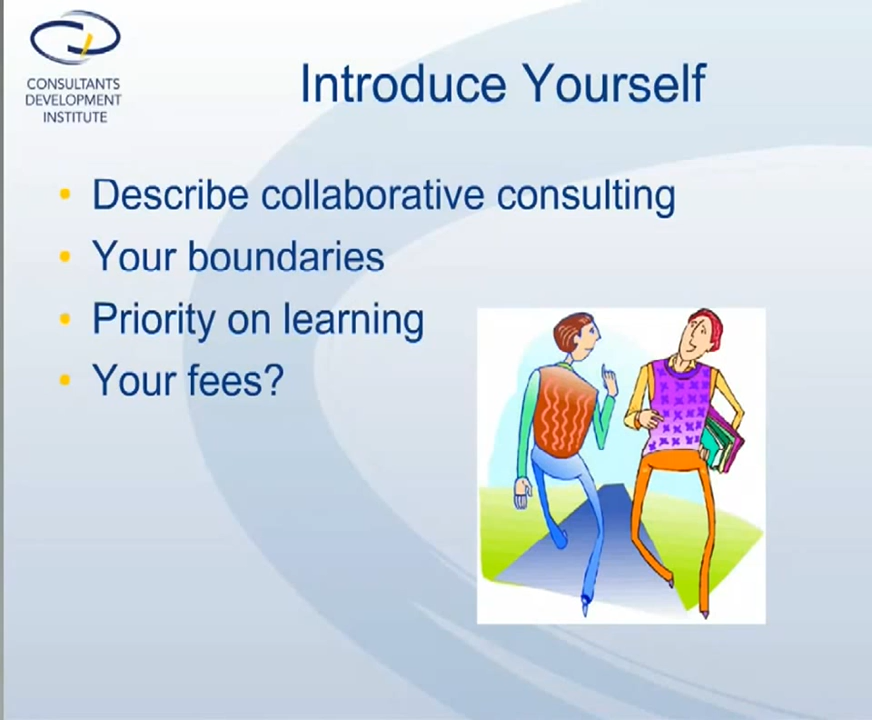 CONSULTANTS
DEVELOPMENT
INSTITUTE
Introduce Yourself
Describe collaborative consulting
Your boundaries
Priority on learning
Your fees?